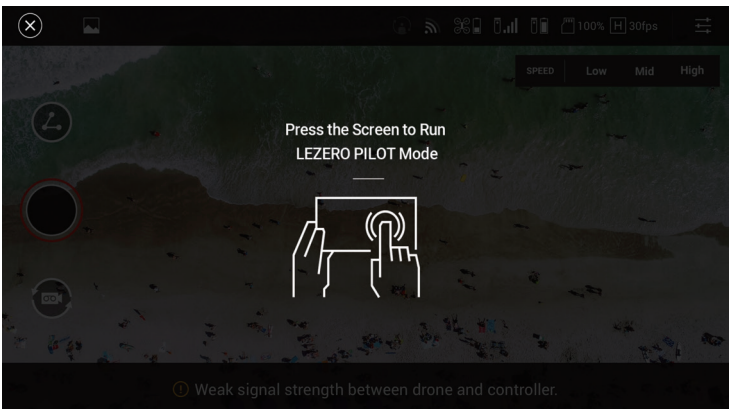 100% H 30fps
SPEED Low Mid High
Press the Screen to Run
LEZERO PILOT Mode
Weak signal strength between drone and controller.